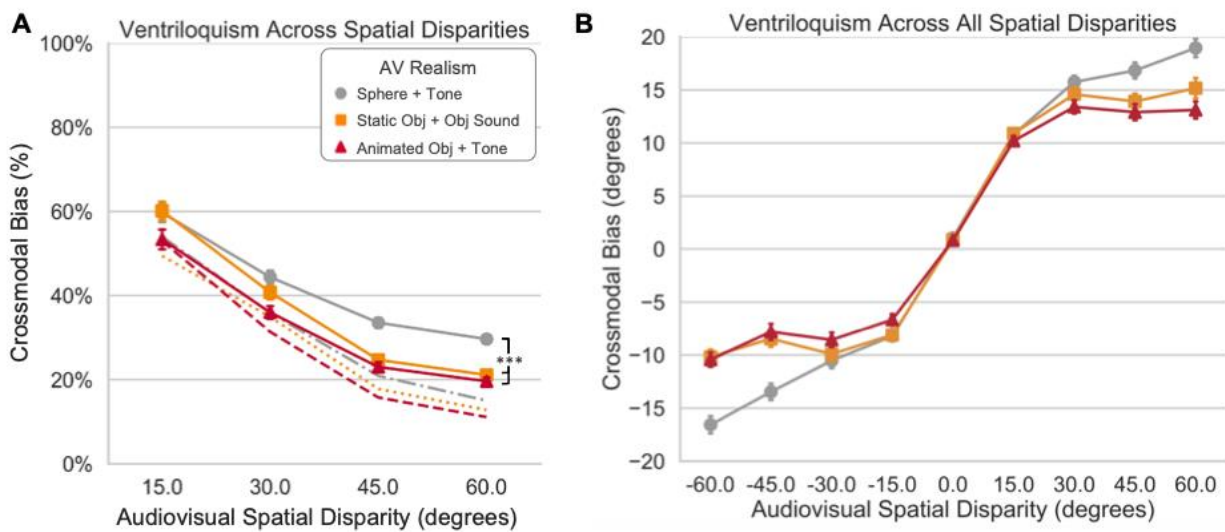 A
Ventriloquism Across Spatial Disparities
100%
80%
60%
40%
20%
0%
Crossmodal Bias (%)
AV Realism
Sphere + Tone
Static Obj + Obj Sound
Animated Obj + Tone
***
15.0 30.0 45.0 60.0
Audiovisual Spatial Disparity (degrees)
B
Ventriloquism Across All Spatial Disparities
20
15
10
5
0
−5
−10
−15
−20
Crossmodal Bias (degrees)
-60.0 -45.0 -30.0 -15.0 0.0 15.0 30.0 45.0 60.0
Audiovisual Spatial Disparity (degrees)